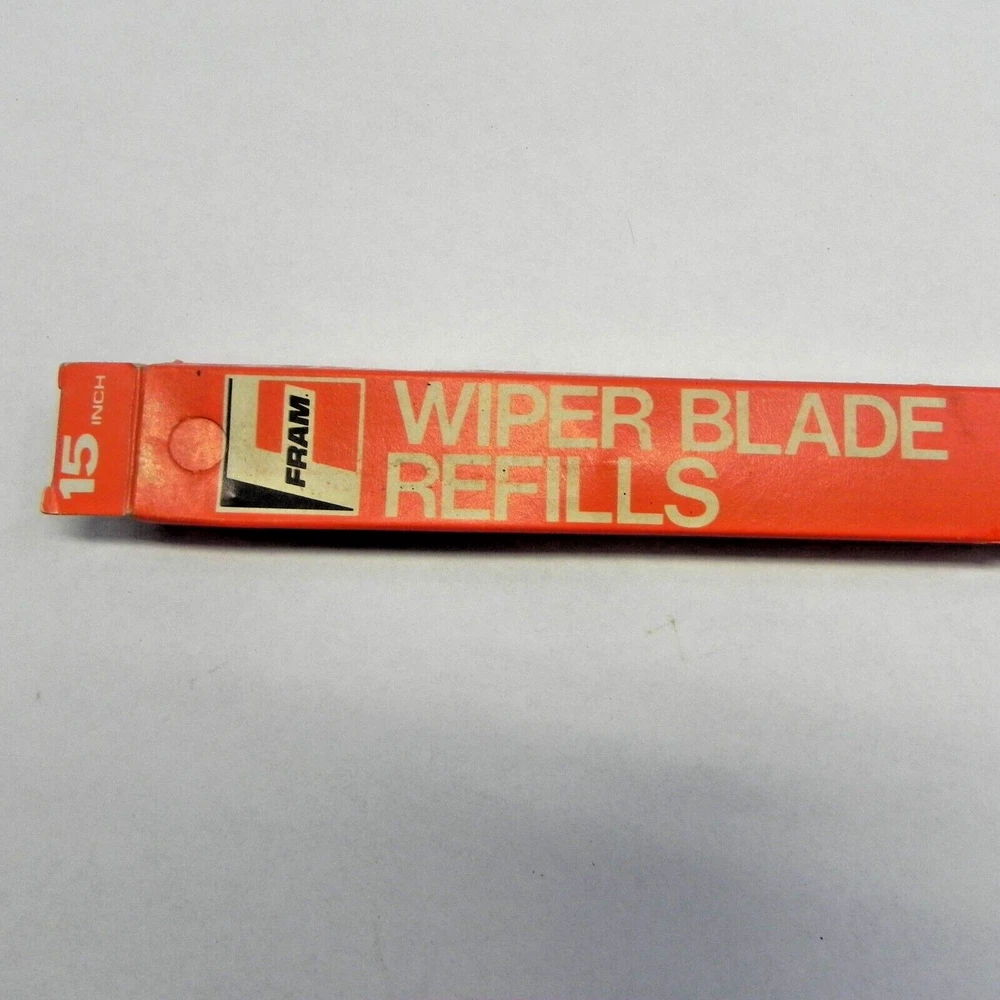 15 INCH
FRAM
WIPER BLADE
REFILLS